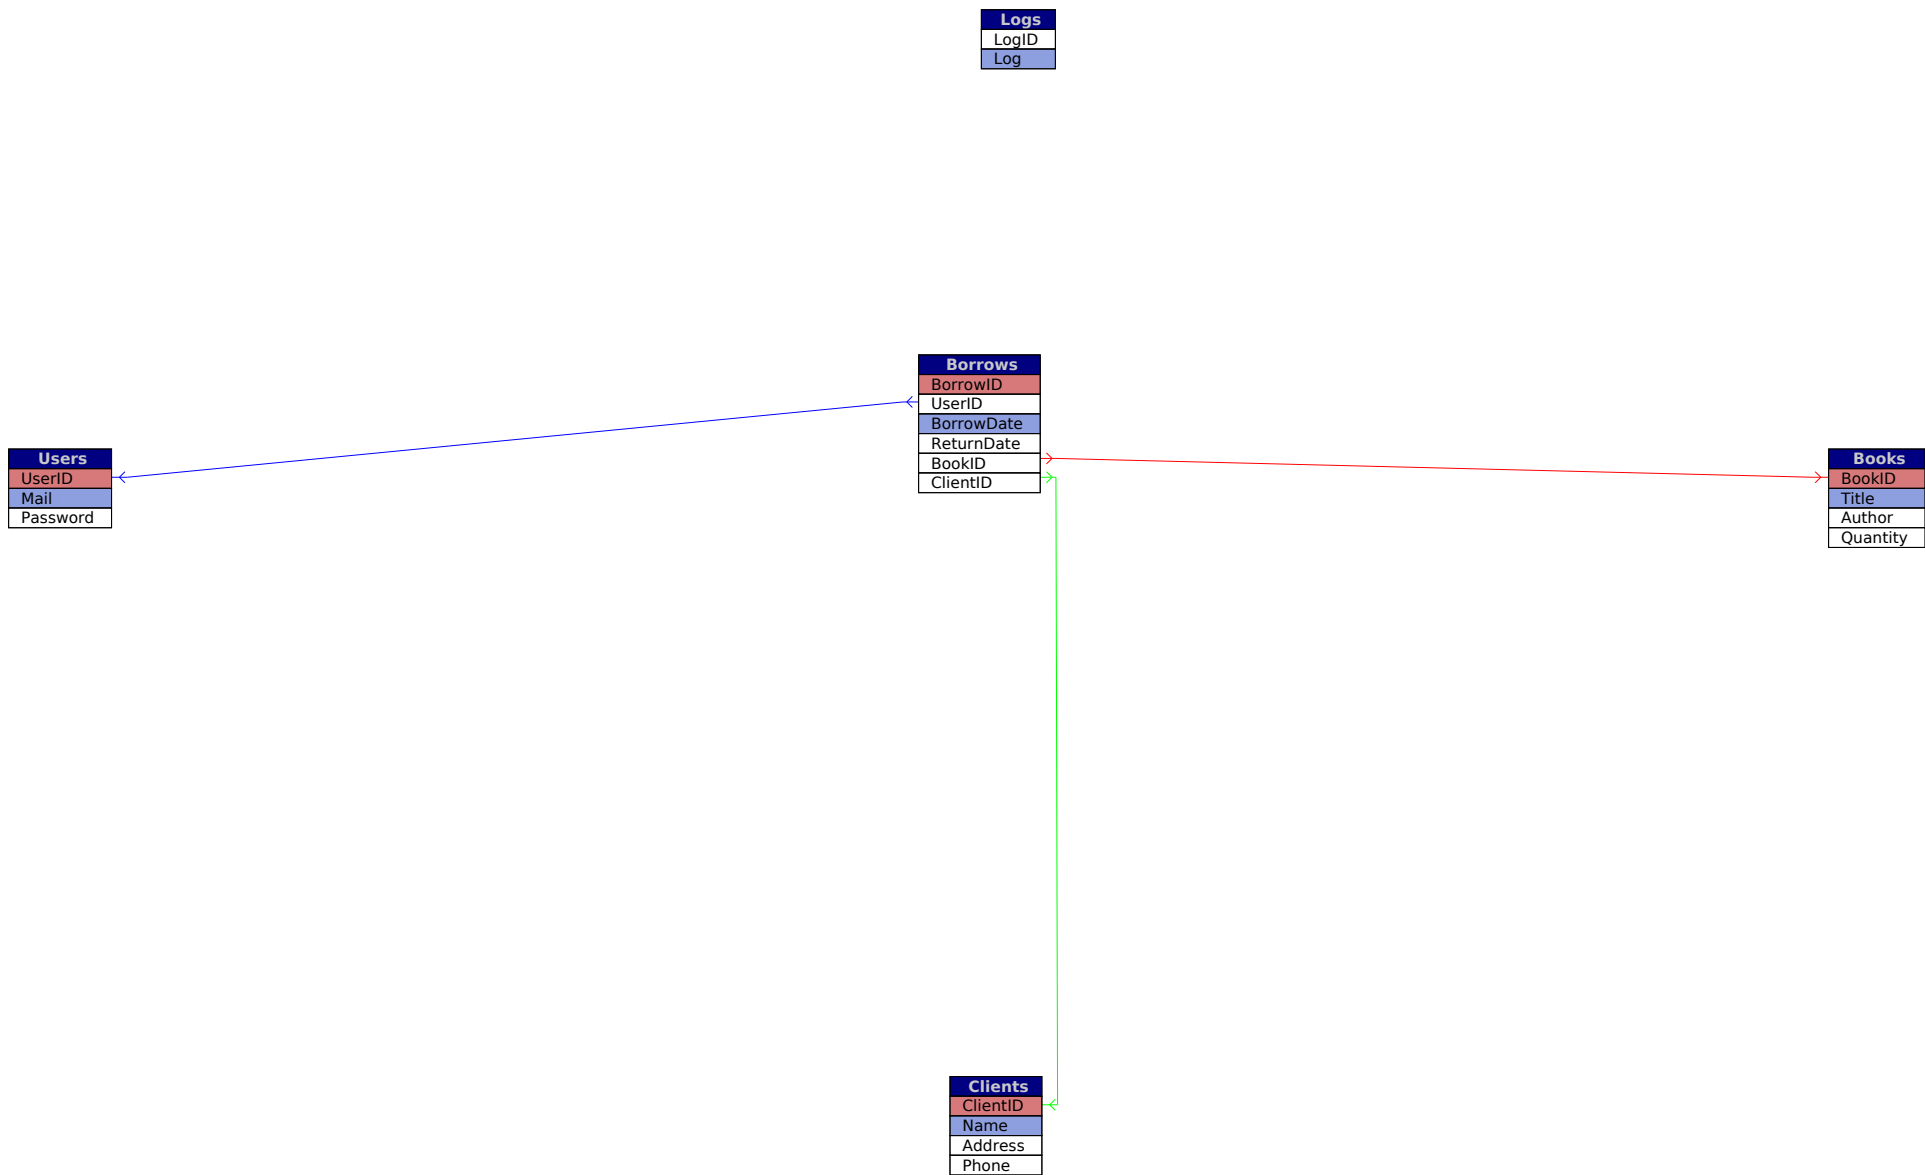 Logs
LogID
Log
Borrows
BorrowID
UserID
BorrowDate
ReturnDate
BookID
ClientID
Users
UserID
Mail
Password
Books
BookID
Title
Author
Quantity
Clients
ClientID
Name
Address
Phone